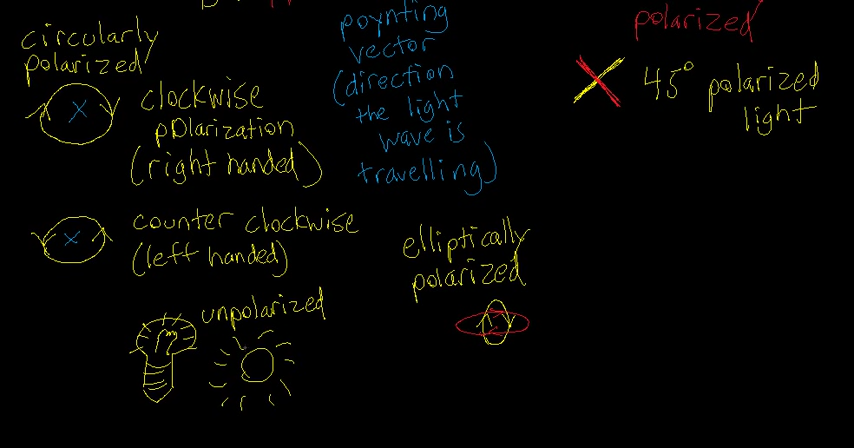 circularly
polarized
clockwise
polarization
(right handed)
counter clockwise
(left handed)
unpolarized
poynting
vector
(direction
the light
wave is
travelling)
elliptically
polarized
polarized
45° polarized
light